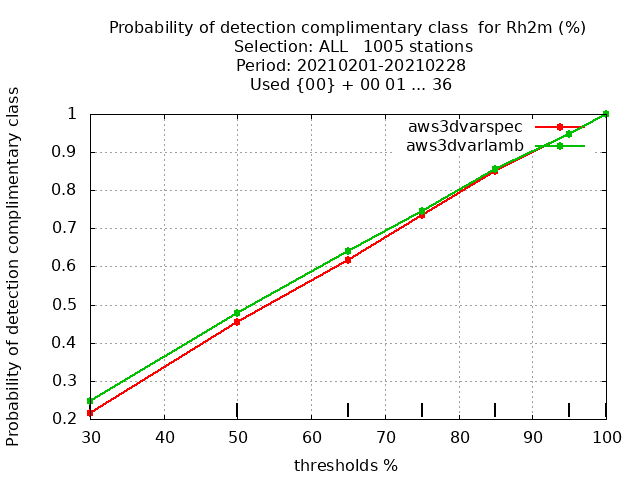 Probability of detection complimentary class  for Rh2m (%)
Selection: ALL   1005 stations
Period: 20210201-20210228
Used {00} + 00 01 ... 36
Probability of detection complimentary class
1
0.9
0.8
0.7
0.6
0.5
0.4
0.3
0.2
aws3dvarspec
aws3dvarlamb
30 40 50 60 70 80 90 100
thresholds %